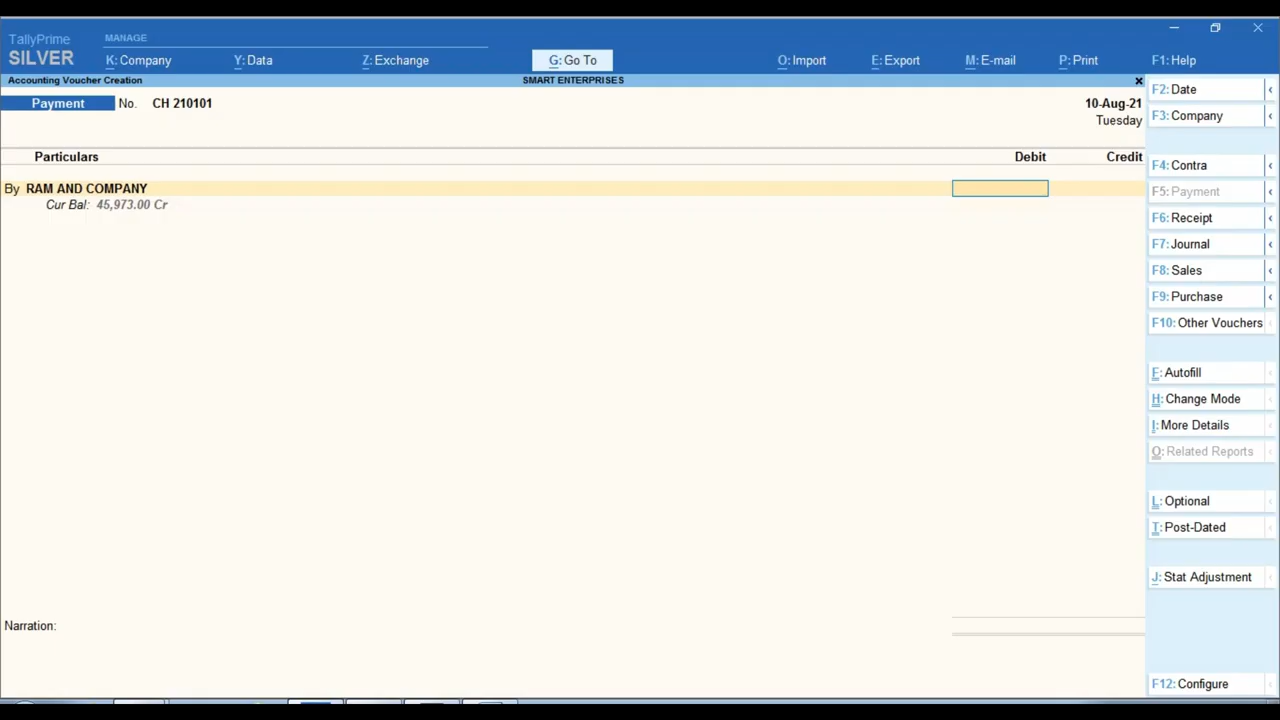 TallyPrime
SILVER
MANAGE
K: Company
Y: Data
Z: Exchange
G: Go To
O: Import
E: Export
M: E-mail
P: Print
F1: Help
Accounting Voucher Creation
SMART ENTERPRISES
Payment No. CH 210101
10-Aug-21
Tuesday
Particulars Debit Credit
By RAM AND COMPANY
Cur Bal: 45,973.00 Cr
Narration:
F2: Date
F3: Company
F4: Contra
F5: Payment
F6: Receipt
F7: Journal
F8: Sales
F9: Purchase
F10: Other Vouchers
F: Autofill
H: Change Mode
I: More Details
O: Related Reports
L: Optional
T: Post-Dated
J: Stat Adjustment
F12: Configure